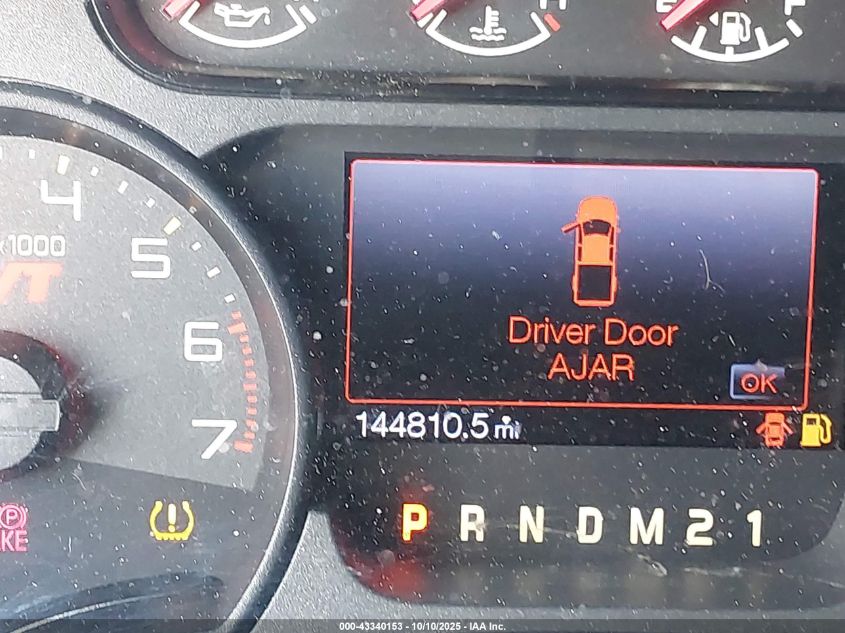 H
E F
4
x1000
5
6
7
Driver Door
AJAR
OK
144810.5 mi
P R N D M 2 1
000-43340153 - 10/10/2025 - IAA Inc.